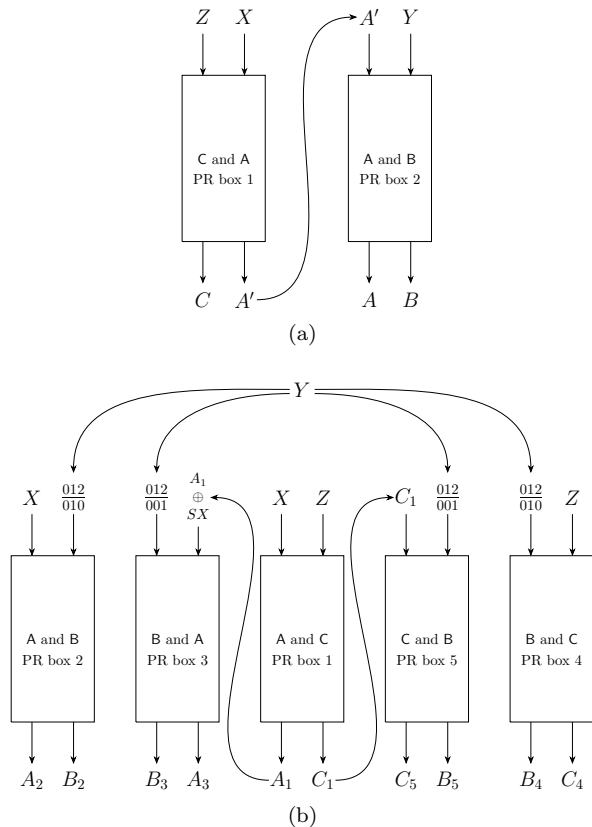 Z X A′ Y
C and A
PR box 1
A and B
PR box 2
C A′ A B
(a)
Y
X 012/010 012/001 A₁ ⊕ SX X Z C₁ 012/001 012/010 Z
A and B
PR box 2
B and A
PR box 3
A and C
PR box 1
C and B
PR box 5
B and C
PR box 4
A₂ B₂ B₃ A₃ A₁ C₁ C₅ B₅ B₄ C₄
(b)